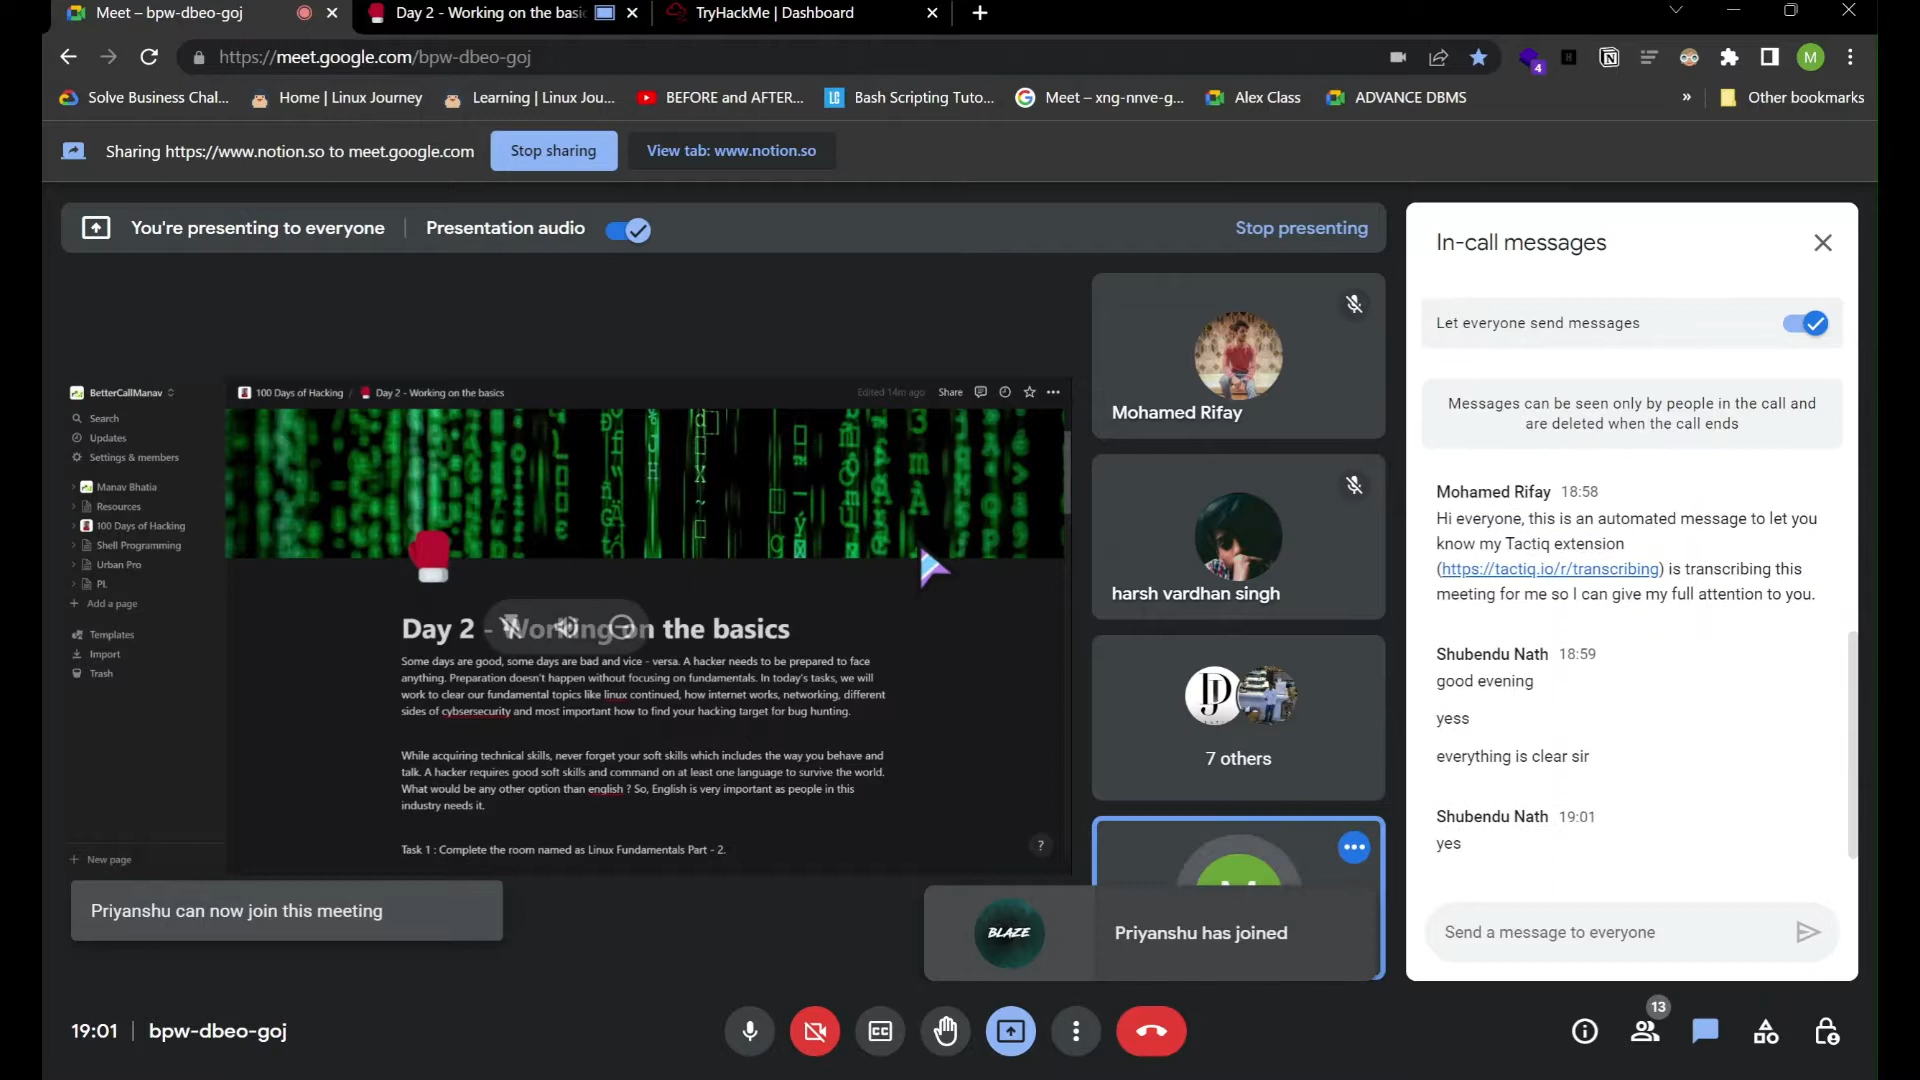 Meet – bpw-dbeo-goj
Day 2 - Working on the basic
TryHackMe | Dashboard
https://meet.google.com/bpw-dbeo-goj
4
M
Solve Business Chal...
Home | Linux Journey
Learning | Linux Jou...
BEFORE and AFTER...
LC
Bash Scripting Tuto...
Meet – xng-nnve-g...
Alex Class
ADVANCE DBMS
»
Other bookmarks
Sharing https://www.notion.so to meet.google.com
Stop sharing
View tab: www.notion.so
You're presenting to everyone
Presentation audio
Stop presenting
BetterCallManav
Search
Updates
Settings & members
Manav Bhatia
Resources
100 Days of Hacking
Shell Programming
Urban Pro
PL
+ Add a page
Templates
Import
Trash
+ New page
100 Days of Hacking / Day 2 - Working on the basics
Edited 14m ago
Share
Day 2 - Working on the basics
Some days are good, some days are bad and vice - versa. A hacker needs to be prepared to face
anything. Preparation doesn't happen without focusing on fundamentals. In today's tasks, we will
work to clear our fundamental topics like linux continued, how internet works, networking, different
sides of cybsersecurity and most important how to find your hacking target for bug hunting.
While acquiring technical skills, never forget your soft skills which includes the way you behave and
talk. A hacker requires good soft skills and command on at least one language to survive the world.
What would be any other option than english ? So, English is very important as people in this
industry needs it.
Task 1 : Complete the room named as Linux Fundamentals Part - 2.
?
Mohamed Rifay
harsh vardhan singh
7 others
Priyanshu can now join this meeting
BLAZE
Priyanshu has joined
In-call messages
Let everyone send messages
Messages can be seen only by people in the call and
are deleted when the call ends
Mohamed Rifay 18:58
Hi everyone, this is an automated message to let you
know my Tactiq extension
(https://tactiq.io/r/transcribing) is transcribing this
meeting for me so I can give my full attention to you.
Shubendu Nath 18:59
good evening
yess
everything is clear sir
Shubendu Nath 19:01
yes
Send a message to everyone
19:01 | bpw-dbeo-goj
CC
13